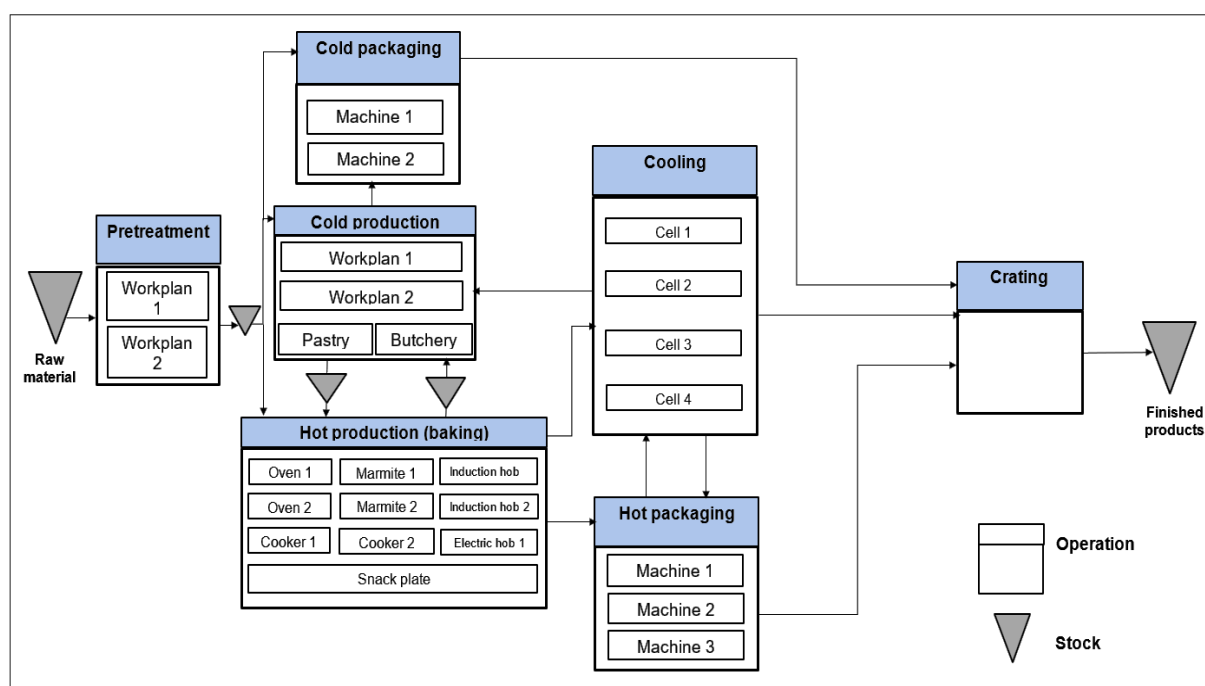 Cold packaging
Machine 1
Machine 2
Pretreatment
Workplan
1
Workplan
2
Raw
material
Cold production
Workplan 1
Workplan 2
Pastry
Butchery
Hot production (baking)
Oven 1
Marmite 1
Induction hob
Oven 2
Marmite 2
Induction hob 2
Cooker 1
Cooker 2
Electric hob 1
Snack plate
Cooling
Cell 1
Cell 2
Cell 3
Cell 4
Hot packaging
Machine 1
Machine 2
Machine 3
Crating
Finished
products
Operation
Stock